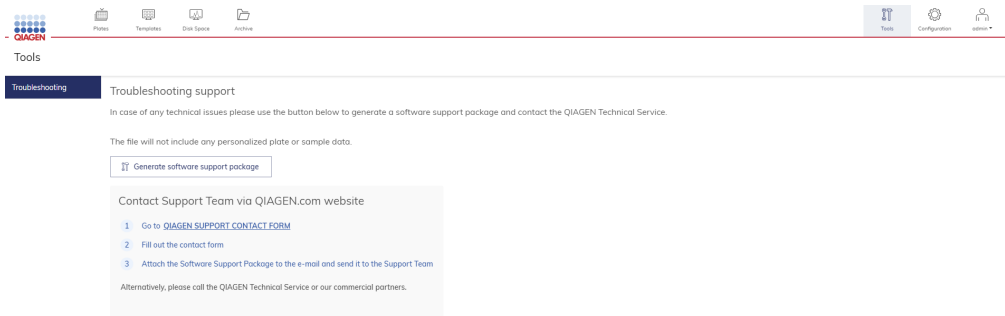 QIAGEN
Plates
Templates
Disk Space
Archive
Tools
Configuration
admin
Tools
Troubleshooting
Troubleshooting support
In case of any technical issues please use the button below to generate a software support package and contact the QIAGEN Technical Service.
The file will not include any personalized plate or sample data.
Generate software support package
Contact Support Team via QIAGEN.com website
1 Go to QIAGEN SUPPORT CONTACT FORM
2 Fill out the contact form
3 Attach the Software Support Package to the e-mail and send it to the Support Team
Alternatively, please call the QIAGEN Technical Service or our commercial partners.